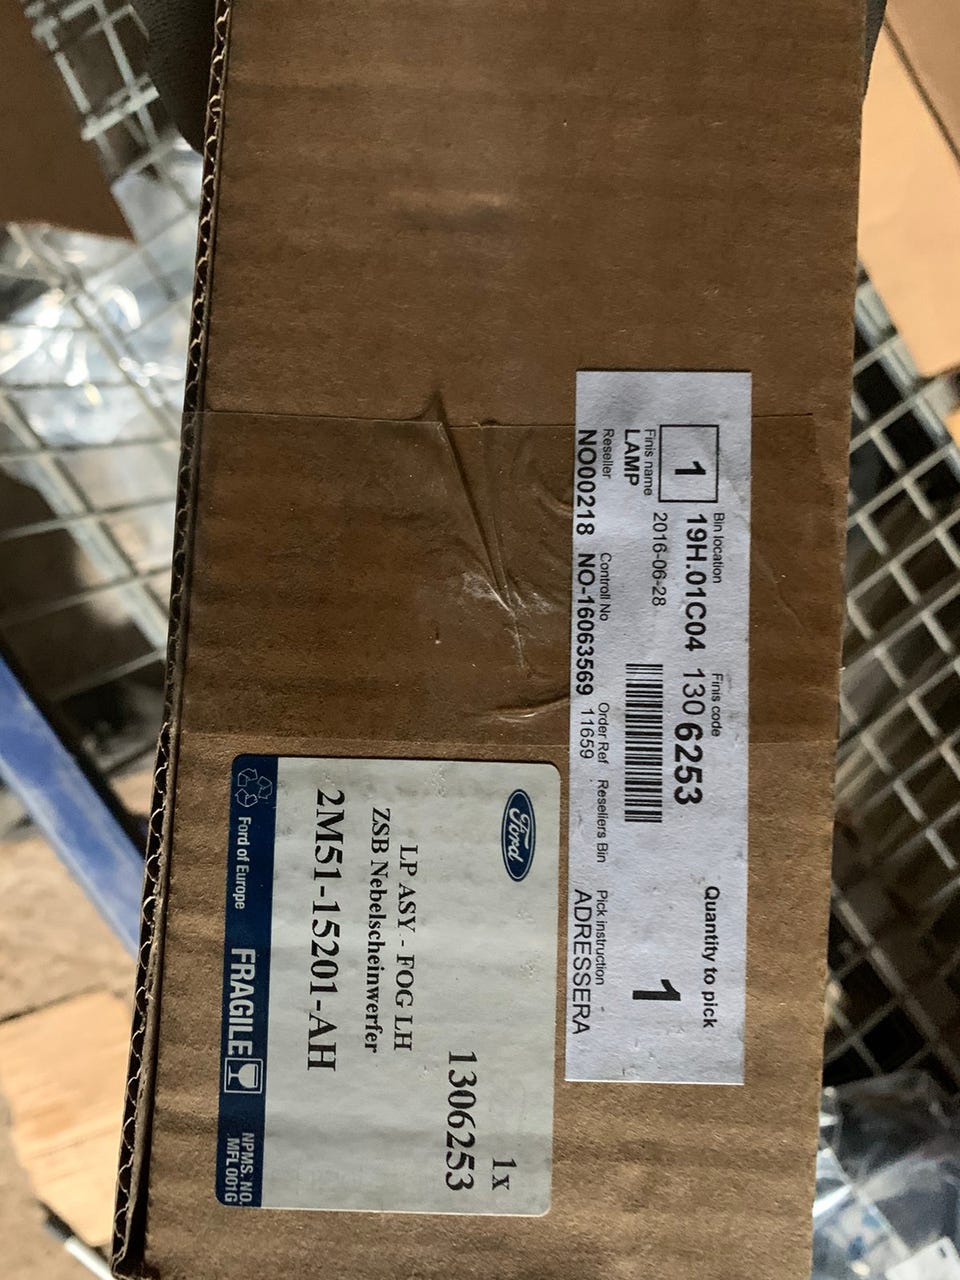 Bin location Finis code Quantity to pick
1 19H.01C04 130 6253
Finis name
LAMP 2016-06-28 1
Reseller Controll No Order Ref Resellers Bin Pick instruction
NO00218 NO-16063569 11659 ADRESSERA
Ford 1x
1306253
LP ASY - FOG LH
ZSB Nebelscheinwerfer
2M51-15201-AH
Ford of Europe FRAGILE NPMS. NO.
MFL001G